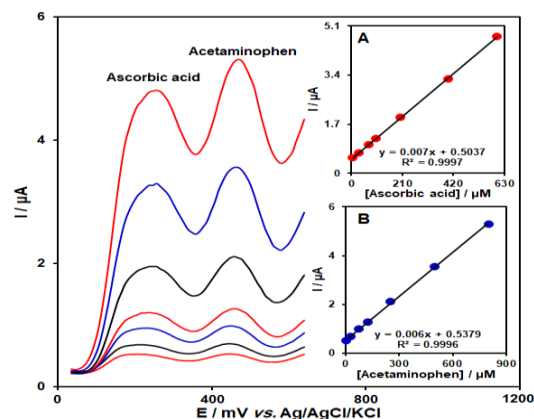 6
4
2
0
I / µA
0
400
800
1200
E / mV vs. Ag/AgCl/KCl
Ascorbic acid
Acetaminophen
A
5.1
3.4
1.7
0
I / µA
y = 0.007x + 0.5037
R² = 0.9997
0
210
420
630
[Ascorbic acid] / µM
B
6
4
2
0
I / µA
y = 0.006x + 0.5379
R² = 0.9996
0
300
600
900
[Acetaminophen] / µM